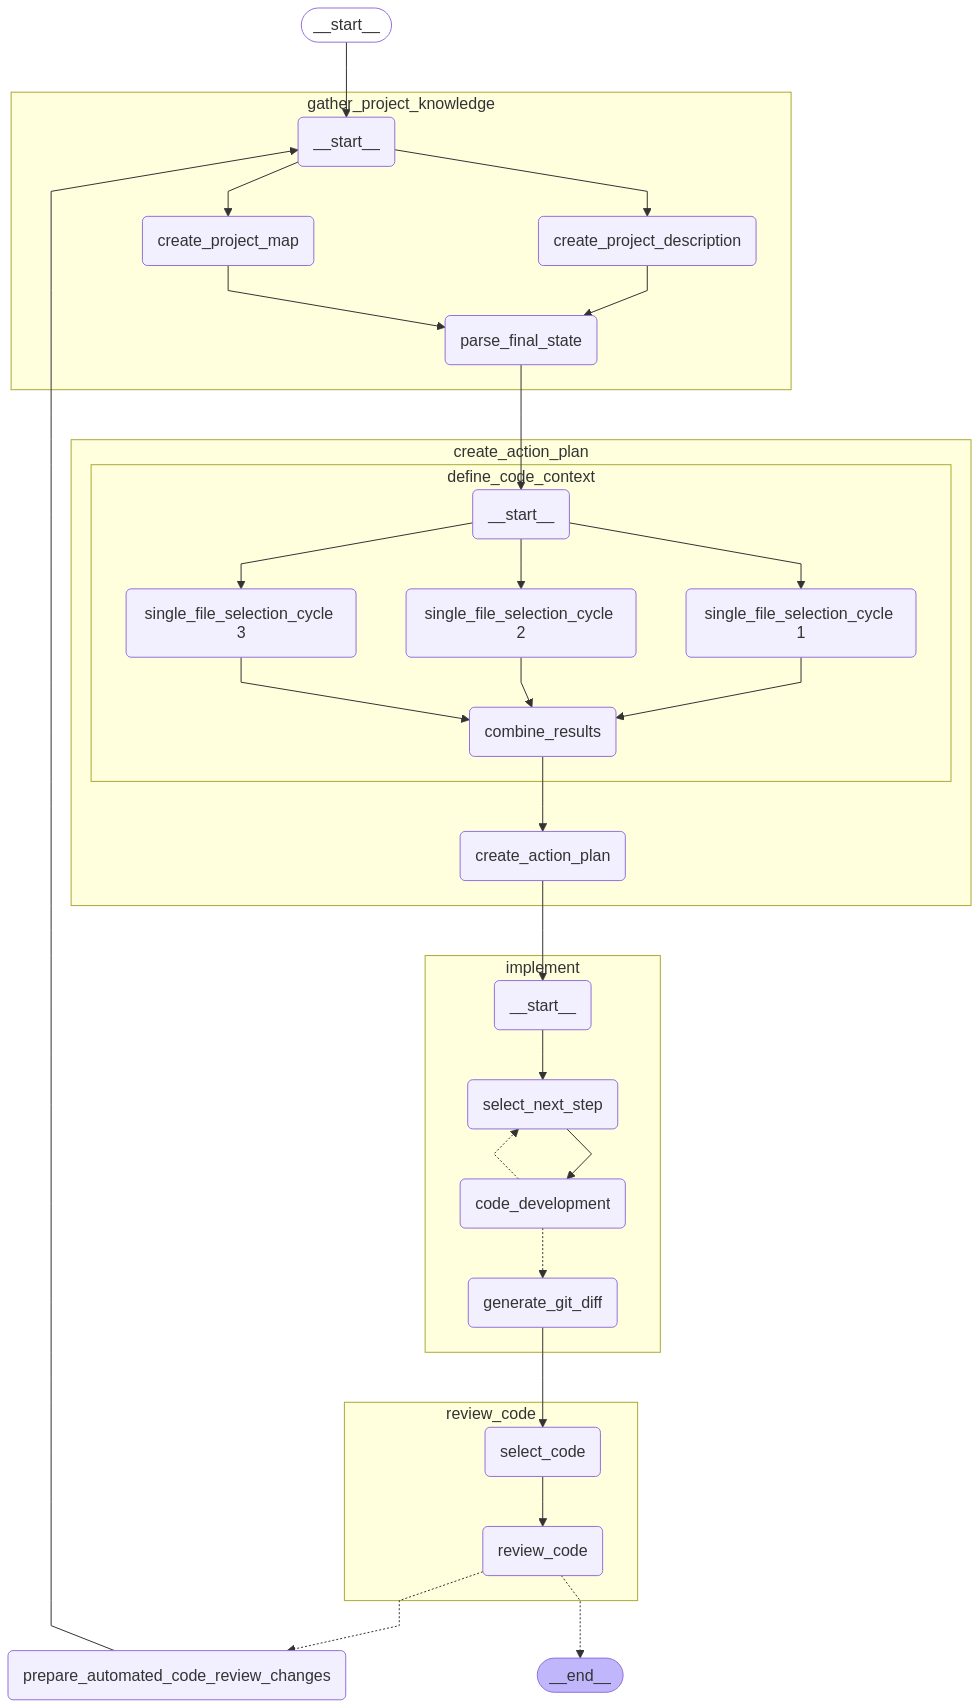 __start__
gather_project_knowledge
__start__
create_project_map
create_project_description
parse_final_state
create_action_plan
define_code_context
__start__
single_file_selection_cycle
3
single_file_selection_cycle
2
single_file_selection_cycle
1
combine_results
create_action_plan
implement
__start__
select_next_step
code_development
generate_git_diff
review_code
select_code
review_code
prepare_automated_code_review_changes
__end__